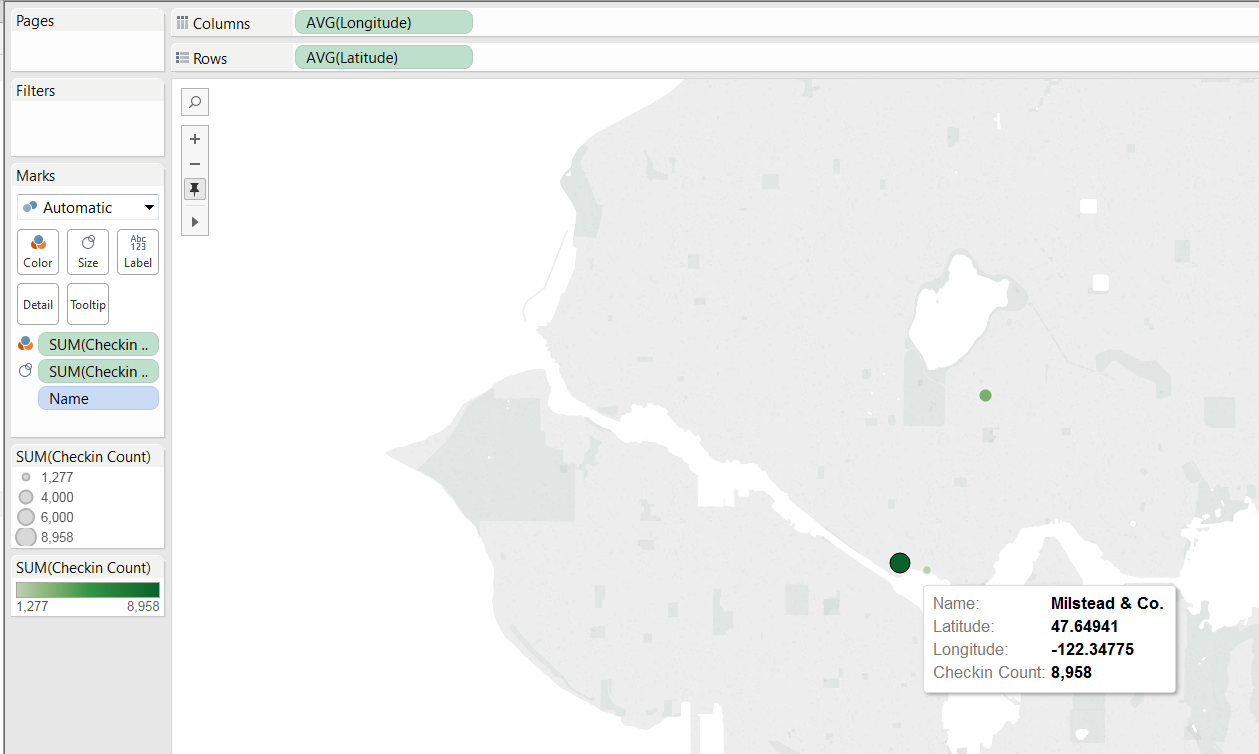 Pages
Columns
AVG(Longitude)
Rows
AVG(Latitude)
Filters
Marks
Automatic
Color
Size
Abc
123
Label
Detail
Tooltip
SUM(Checkin ..
SUM(Checkin ..
Name
SUM(Checkin Count)
1,277
4,000
6,000
8,958
SUM(Checkin Count)
1,277 8,958
Name: Milstead & Co.
Latitude: 47.64941
Longitude: -122.34775
Checkin Count: 8,958